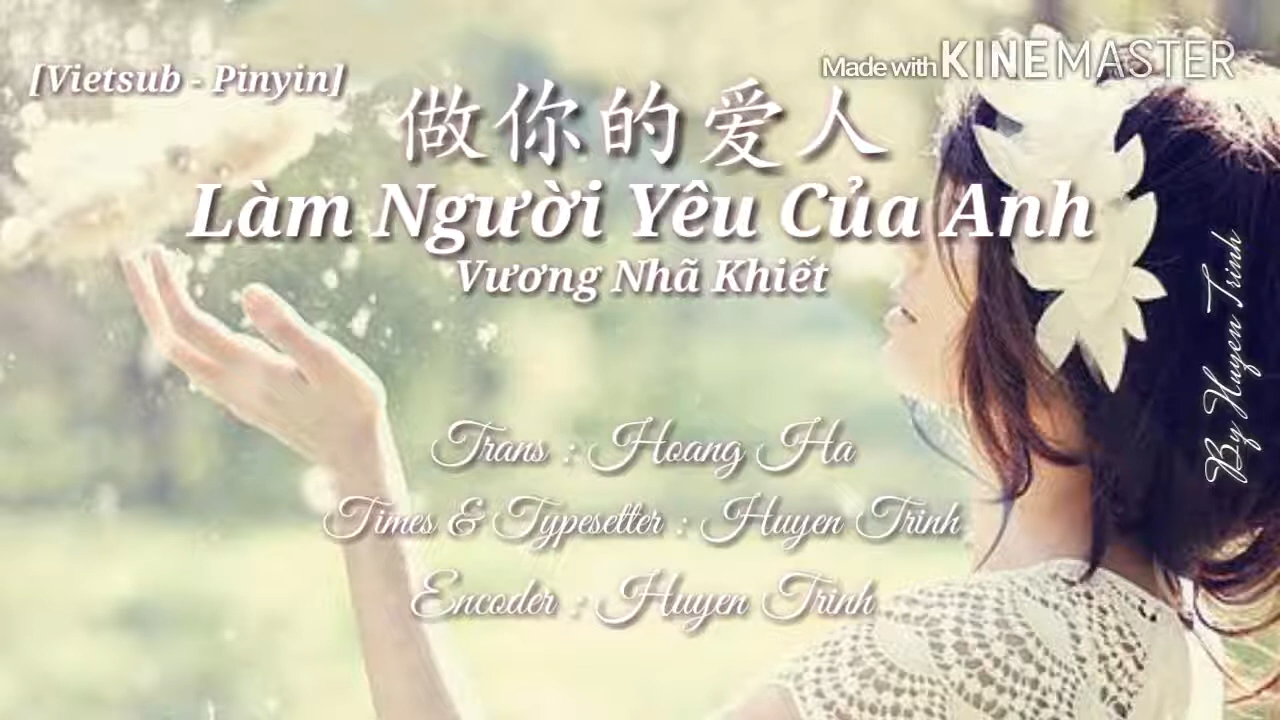 [Vietsub - Pinyin]
Made with KINEMASTER
做你的爱人
Làm Người Yêu Của Anh
Vương Nhã Khiết
By Huyen Trinh
Trans : Hoang Ha
Times & Typesetter : Huyen Trinh
Encoder : Huyen Trinh